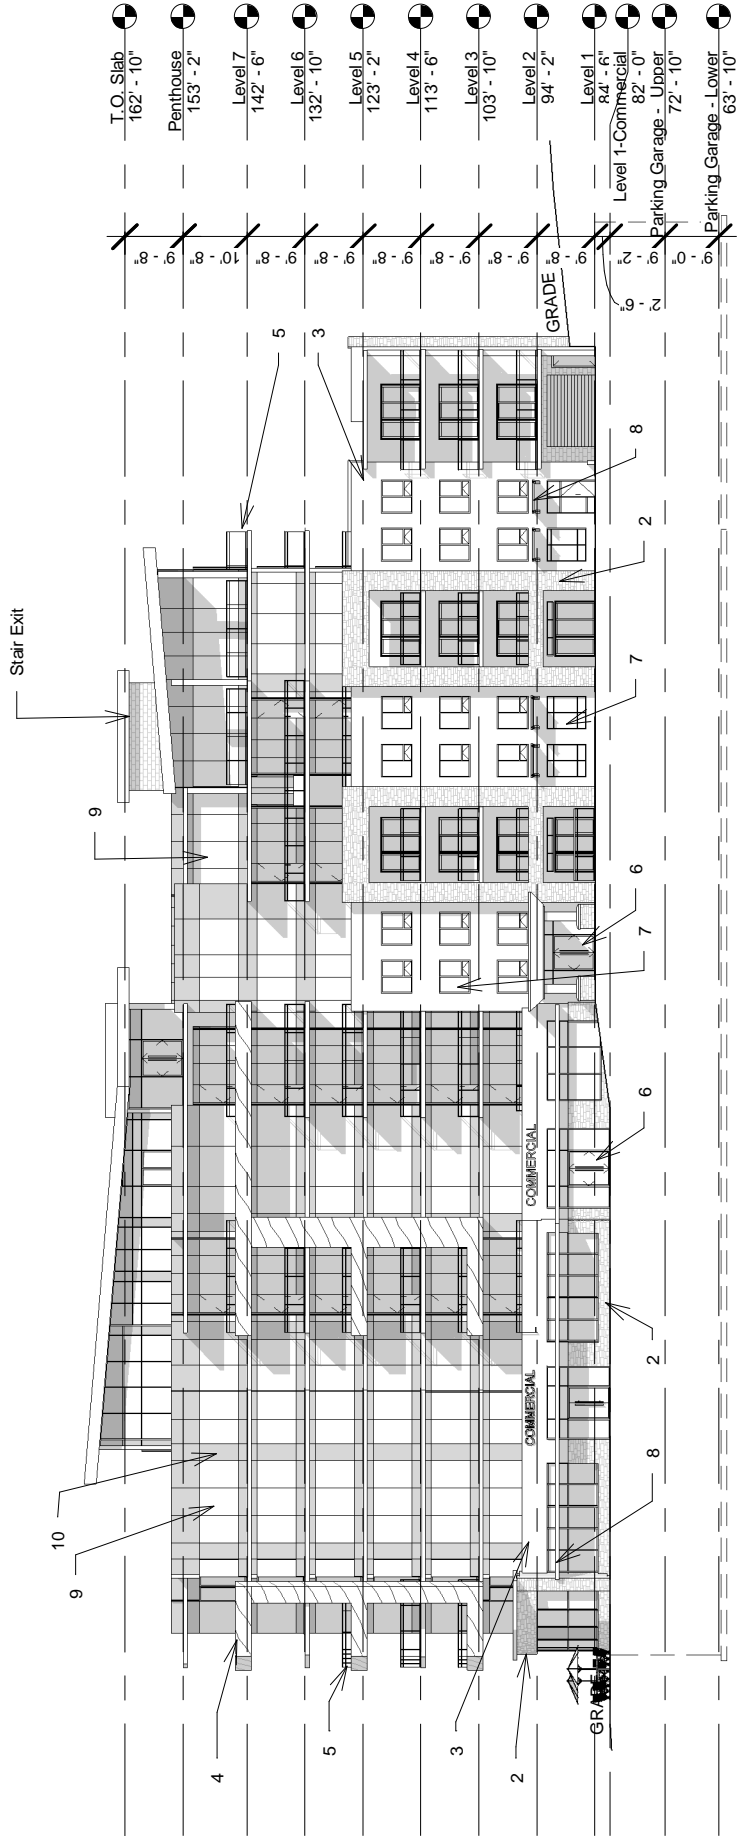 T.O. Slab
162' - 10"
Penthouse
153' - 2"
Level 7
142' - 6"
Level 6
132' - 10"
Level 5
123' - 2"
Level 4
113' - 6"
Level 3
103' - 10"
Level 2
94' - 2"
Level 1
84' - 6"
Level 1-Commercial
82' - 0"
Parking Garage - Upper
72' - 10"
Parking Garage - Lower
63' - 10"
9' - 8"
10' - 8"
9' - 8"
9' - 8"
9' - 8"
9' - 8"
9' - 8"
9' - 8"
2' - 6"
9' - 2"
9' - 0"
GRADE
5
3
8
2
7
6
7
6
2
8
Stair Exit
9
10
9
4
5
3
2
COMMERCIAL
COMMERCIAL
GRADE